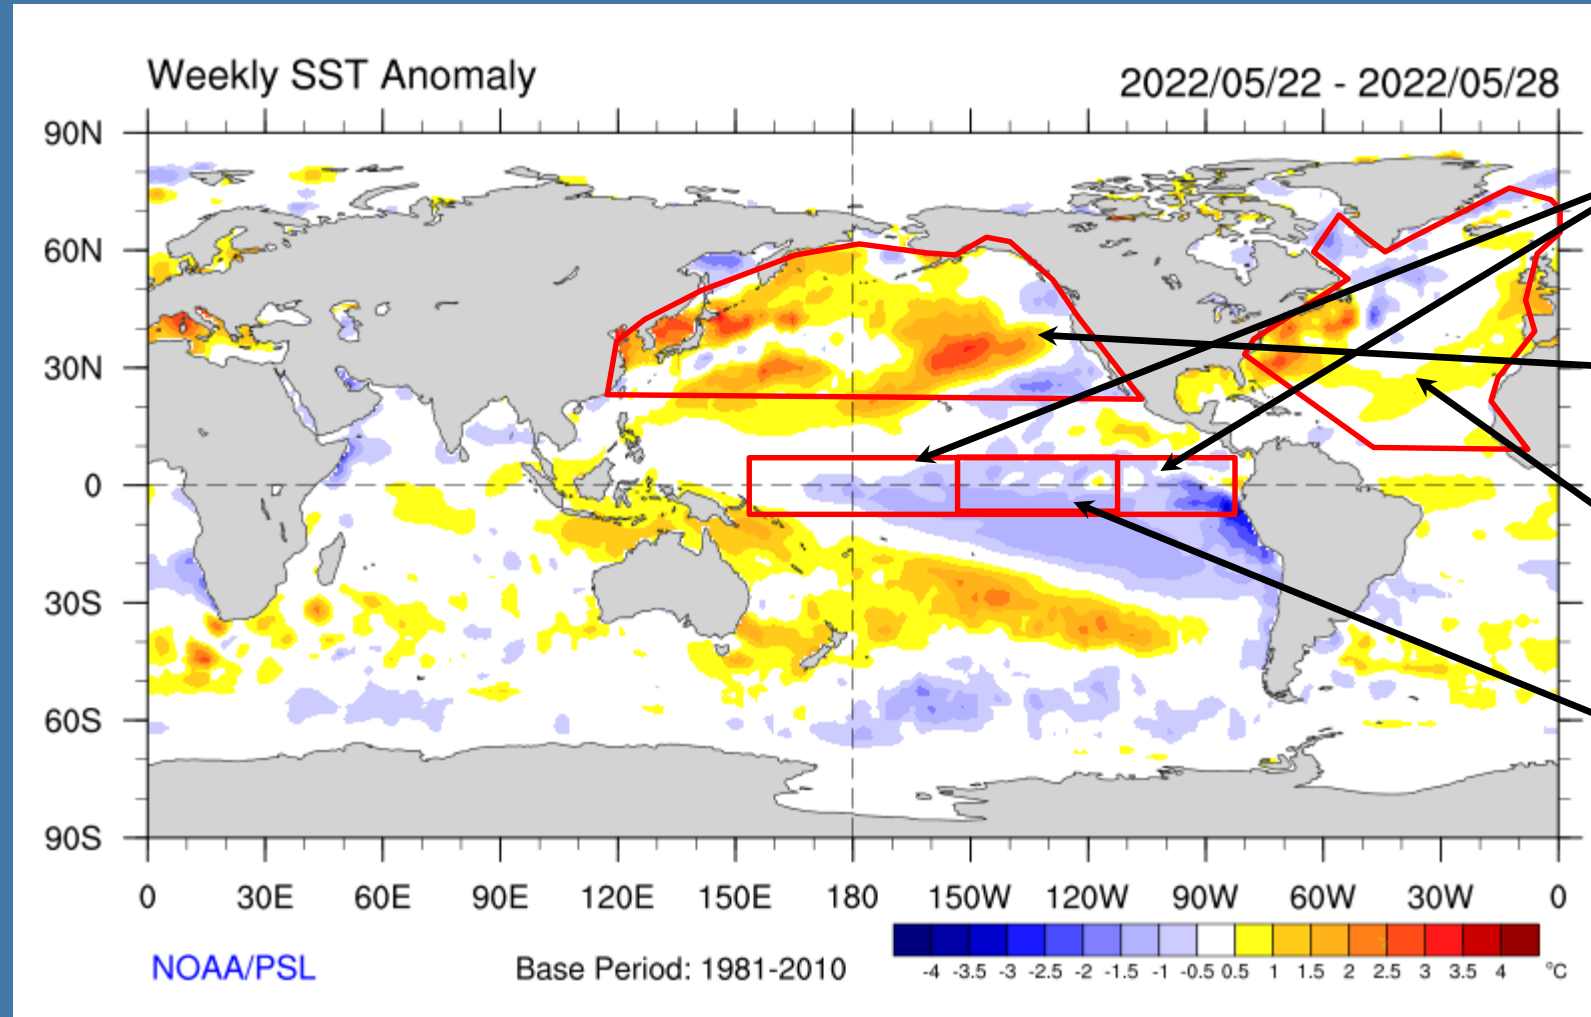 Weekly SST Anomaly
2022/05/22 - 2022/05/28
90N
60N
30N
0
30S
60S
90S
0 30E 60E 90E 120E 150E 180 150W 120W 90W 60W 30W 0
-4 -3.5 -3 -2.5 -2 -1.5 -1 -0.5 0.5 1 1.5 2 2.5 3 3.5 4 °C
NOAA/PSL
Base Period: 1981-2010